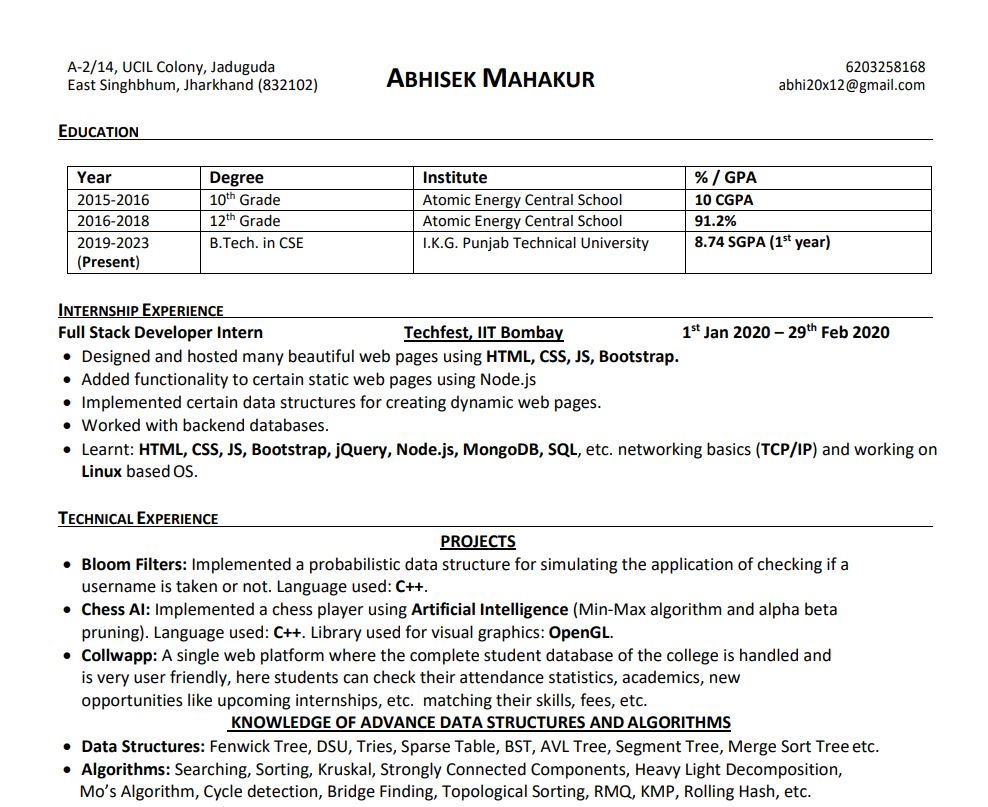 A-2/14, UCIL Colony, Jaduguda
East Singhbhum, Jharkhand (832102)
ABHISEK MAHAKUR
6203258168
abhi20x12@gmail.com
EDUCATION
Year Degree Institute % / GPA
2015-2016 10th Grade Atomic Energy Central School 10 CGPA
2016-2018 12th Grade Atomic Energy Central School 91.2%
2019-2023 B.Tech. in CSE I.K.G. Punjab Technical University 8.74 SGPA (1st year)
(Present)
INTERNSHIP EXPERIENCE
Full Stack Developer Intern Techfest, IIT Bombay 1st Jan 2020 – 29th Feb 2020
• Designed and hosted many beautiful web pages using HTML, CSS, JS, Bootstrap.
• Added functionality to certain static web pages using Node.js
• Implemented certain data structures for creating dynamic web pages.
• Worked with backend databases.
• Learnt: HTML, CSS, JS, Bootstrap, jQuery, Node.js, MongoDB, SQL, etc. networking basics (TCP/IP) and working on
Linux based OS.
TECHNICAL EXPERIENCE
PROJECTS
• Bloom Filters: Implemented a probabilistic data structure for simulating the application of checking if a
username is taken or not. Language used: C++.
• Chess AI: Implemented a chess player using Artificial Intelligence (Min-Max algorithm and alpha beta
pruning). Language used: C++. Library used for visual graphics: OpenGL.
• Collwapp: A single web platform where the complete student database of the college is handled and
is very user friendly, here students can check their attendance statistics, academics, new
opportunities like upcoming internships, etc. matching their skills, fees, etc.
KNOWLEDGE OF ADVANCE DATA STRUCTURES AND ALGORITHMS
• Data Structures: Fenwick Tree, DSU, Tries, Sparse Table, BST, AVL Tree, Segment Tree, Merge Sort Tree etc.
• Algorithms: Searching, Sorting, Kruskal, Strongly Connected Components, Heavy Light Decomposition,
Mo's Algorithm, Cycle detection, Bridge Finding, Topological Sorting, RMQ, KMP, Rolling Hash, etc.